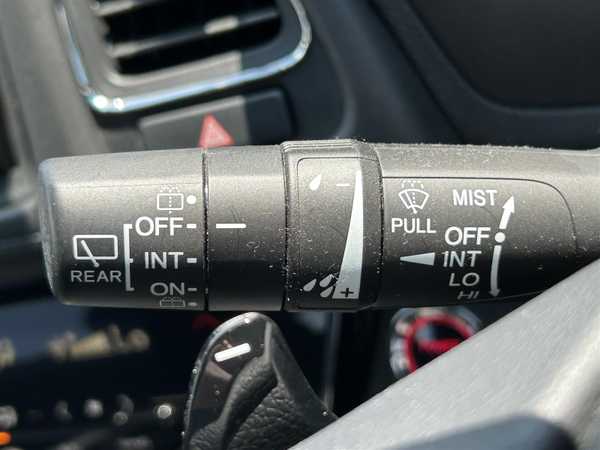 OFF
INT
ON
REAR
−
+
PULL
MIST
OFF
INT
LO
HI